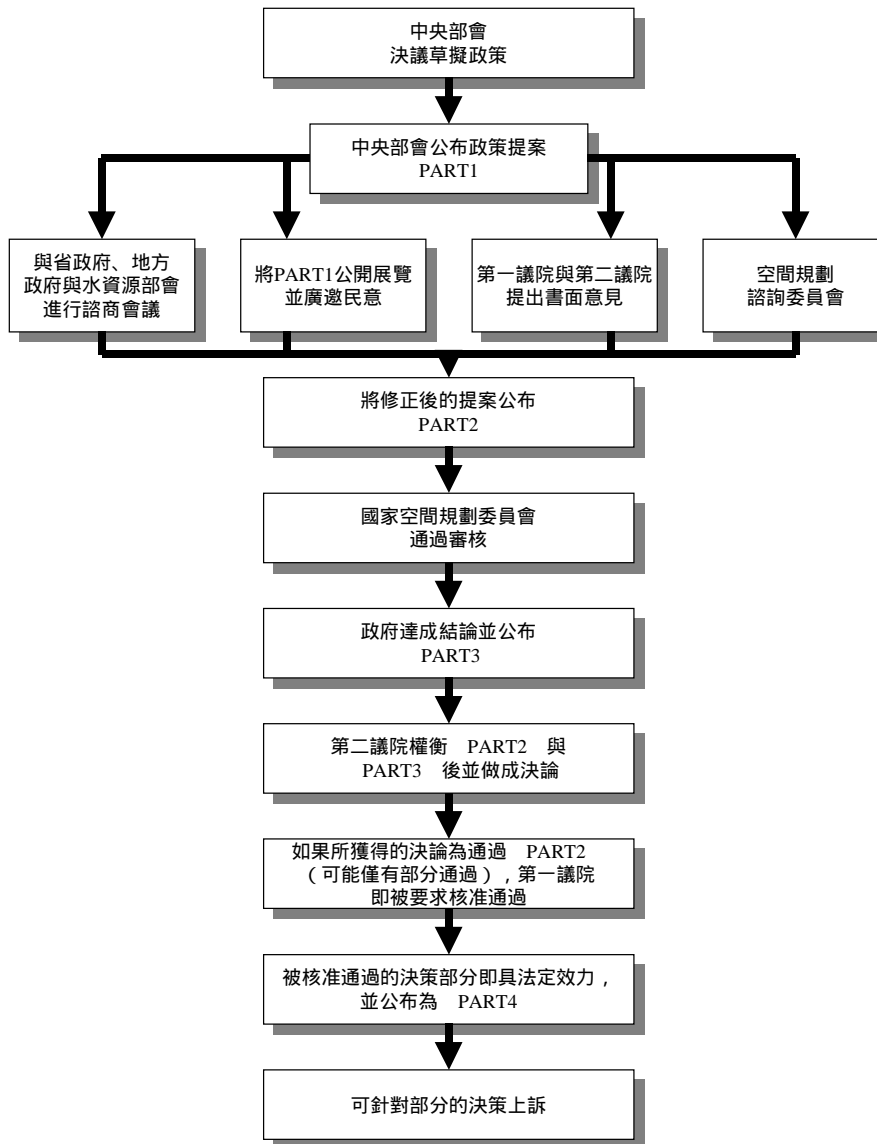 中央部會
決議草擬政策
中央部會公布政策提案
PART1
與省政府、地方
政府與水資源部會
進行諮商會議
將PART1公開展覽
並廣邀民意
第一議院與第二議院
提出書面意見
空間規劃
諮詢委員會
將修正後的提案公布
PART2
國家空間規劃委員會
通過審核
政府達成結論並公布
PART3
第二議院權衡 PART2 與
PART3 後並做成決論
如果所獲得的決論為通過 PART2
（可能僅有部分通過）, 第一議院
即被要求核准通過
被核准通過的決策部分即具法定效力，
並公布為 PART4
可針對部分的決策上訴